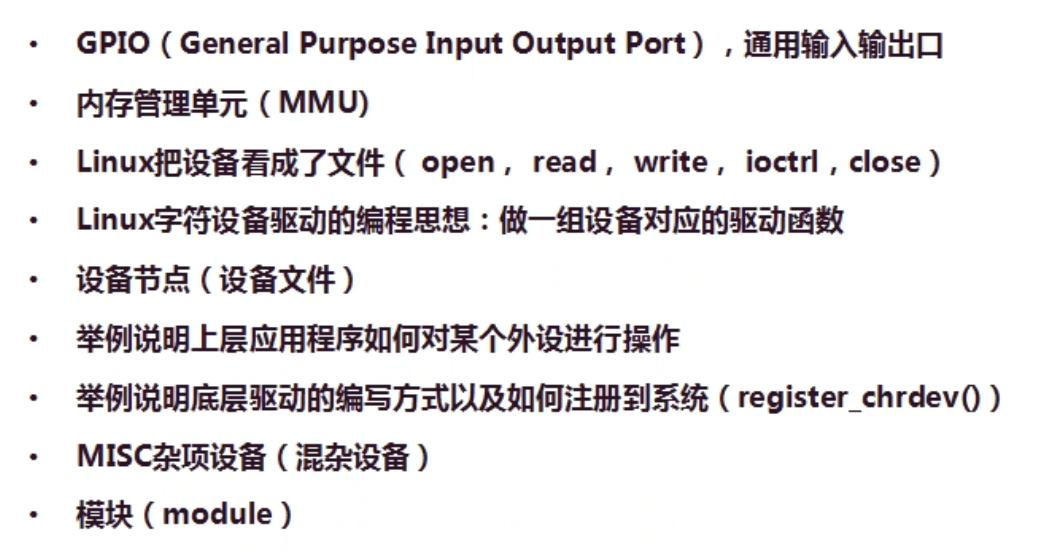 • GPIO（General Purpose Input Output Port），通用输入输出口
• 内存管理单元（MMU)
• Linux把设备看成了文件（ open， read， write， ioctrl，close）
• Linux字符设备驱动的编程思想：做一组设备对应的驱动函数
• 设备节点（设备文件）
• 举例说明上层应用程序如何对某个外设进行操作
• 举例说明底层驱动的编写方式以及如何注册到系统（register_chrdev()）
• MISC杂项设备（混杂设备）
• 模块（module）